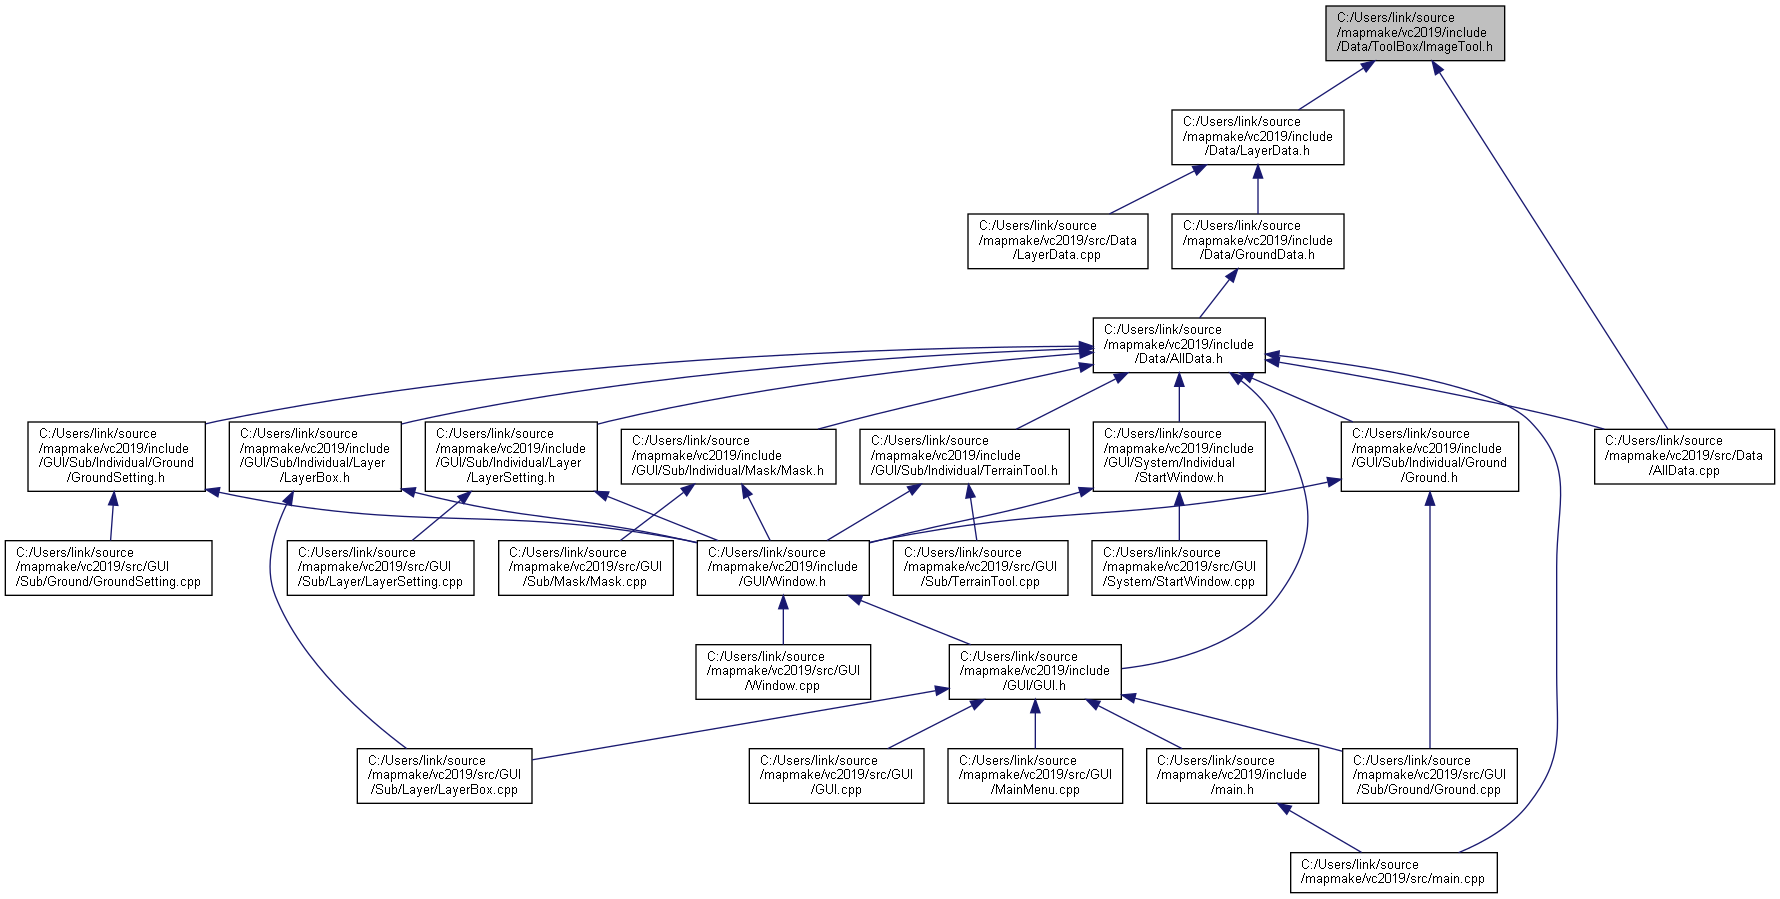 C:/Users/link/source
/mapmake/vc2019/include
/Data/ToolBox/ImageTool.h
C:/Users/link/source
/mapmake/vc2019/include
/Data/LayerData.h
C:/Users/link/source
/mapmake/vc2019/src/Data
/LayerData.cpp
C:/Users/link/source
/mapmake/vc2019/include
/Data/GroundData.h
C:/Users/link/source
/mapmake/vc2019/include
/Data/AllData.h
C:/Users/link/source
/mapmake/vc2019/include
/GUI/Sub/Individual/Ground
/GroundSetting.h
C:/Users/link/source
/mapmake/vc2019/include
/GUI/Sub/Individual/Layer
/LayerBox.h
C:/Users/link/source
/mapmake/vc2019/include
/GUI/Sub/Individual/Layer
/LayerSetting.h
C:/Users/link/source
/mapmake/vc2019/include
/GUI/Sub/Individual/Mask/Mask.h
C:/Users/link/source
/mapmake/vc2019/include
/GUI/Sub/Individual/TerrainTool.h
C:/Users/link/source
/mapmake/vc2019/include
/GUI/System/Individual
/StartWindow.h
C:/Users/link/source
/mapmake/vc2019/include
/GUI/Sub/Individual/Ground
/Ground.h
C:/Users/link/source
/mapmake/vc2019/src/Data
/AllData.cpp
C:/Users/link/source
/mapmake/vc2019/src/GUI
/Sub/Ground/GroundSetting.cpp
C:/Users/link/source
/mapmake/vc2019/src/GUI
/Sub/Layer/LayerSetting.cpp
C:/Users/link/source
/mapmake/vc2019/src/GUI
/Sub/Mask/Mask.cpp
C:/Users/link/source
/mapmake/vc2019/include
/GUI/Window.h
C:/Users/link/source
/mapmake/vc2019/src/GUI
/Sub/TerrainTool.cpp
C:/Users/link/source
/mapmake/vc2019/src/GUI
/System/StartWindow.cpp
C:/Users/link/source
/mapmake/vc2019/src/GUI
/Window.cpp
C:/Users/link/source
/mapmake/vc2019/include
/GUI/GUI.h
C:/Users/link/source
/mapmake/vc2019/src/GUI
/Sub/Layer/LayerBox.cpp
C:/Users/link/source
/mapmake/vc2019/src/GUI
/GUI.cpp
C:/Users/link/source
/mapmake/vc2019/src/GUI
/MainMenu.cpp
C:/Users/link/source
/mapmake/vc2019/include
/main.h
C:/Users/link/source
/mapmake/vc2019/src/GUI
/Sub/Ground/Ground.cpp
C:/Users/link/source
/mapmake/vc2019/src/main.cpp